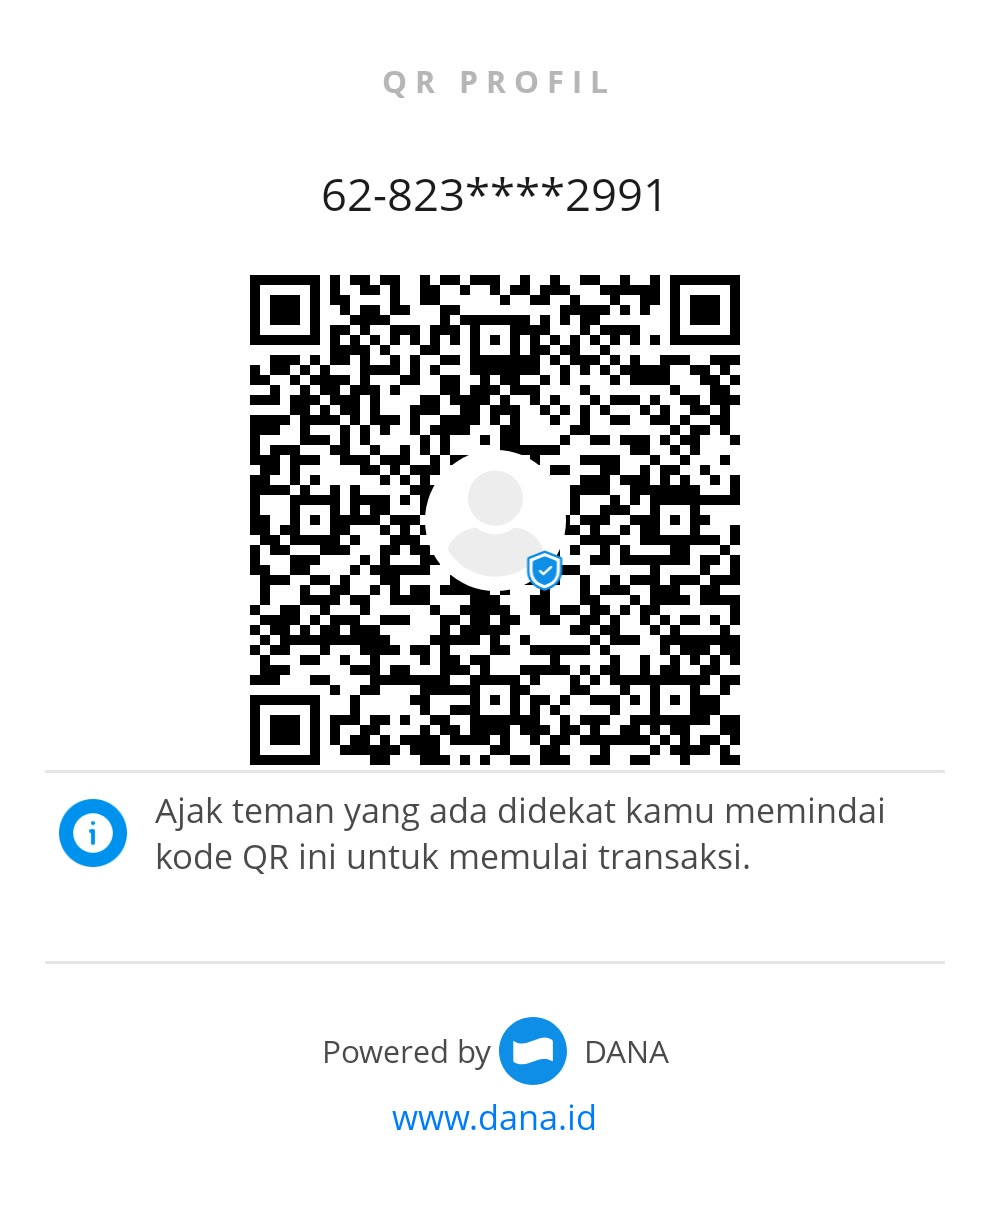 QR PROFIL
62-823****2991
Ajak teman yang ada didekat kamu memindai
kode QR ini untuk memulai transaksi.
Powered by DANA
www.dana.id